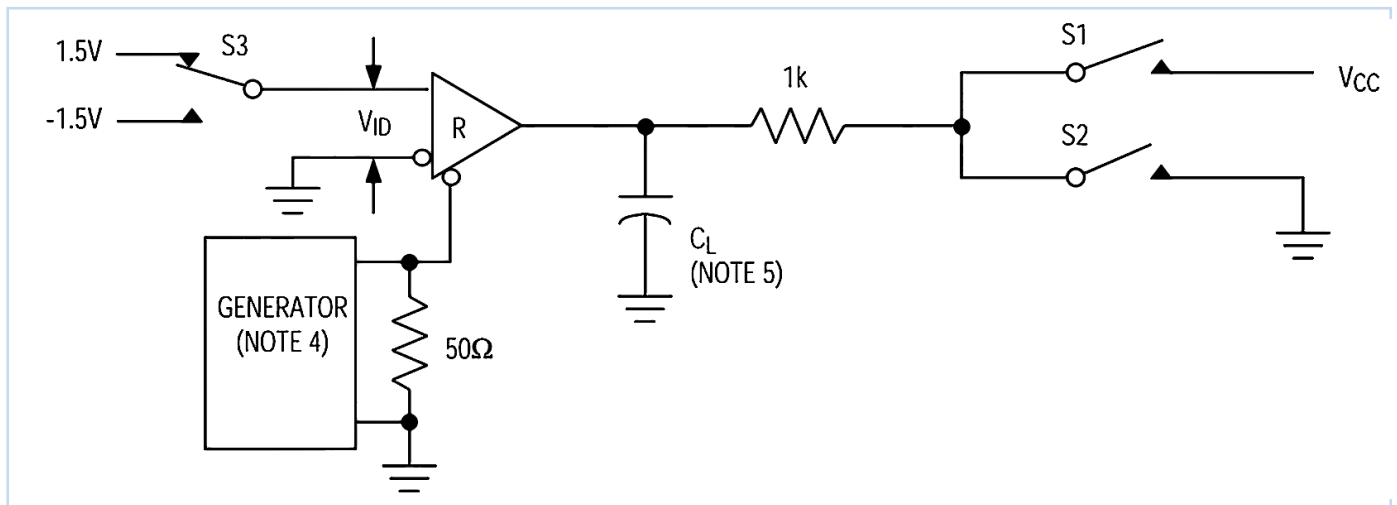 1.5V
S3
-1.5V
VID
R
1k
S1
VCC
S2
CL
(NOTE 5)
GENERATOR
(NOTE 4)
50Ω